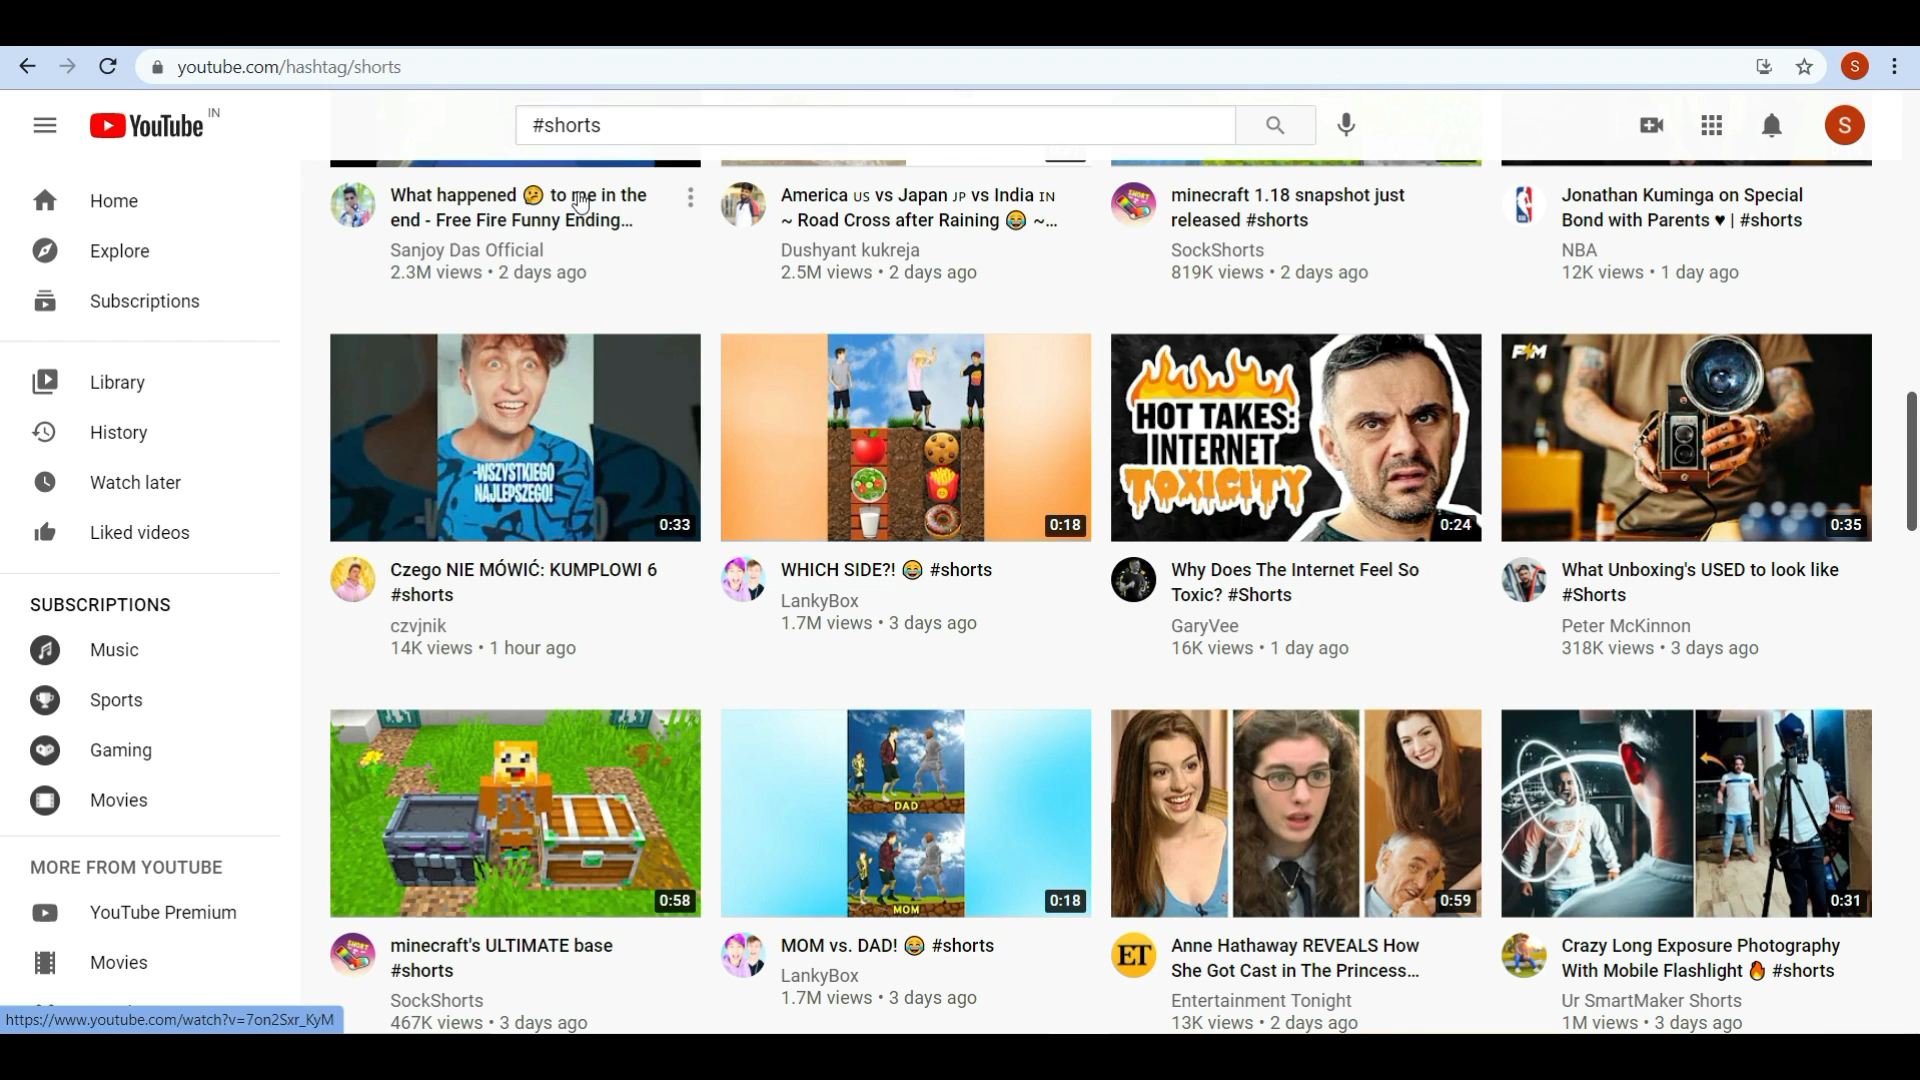 youtube.com/hashtag/shorts
S
YouTube IN
#shorts
S
Home
Explore
Subscriptions
Library
History
Watch later
Liked videos
SUBSCRIPTIONS
Music
Sports
Gaming
Movies
MORE FROM YOUTUBE
YouTube Premium
Movies
https://www.youtube.com/watch?v=7on2Sxr_KyM
What happened 🤔 to me in the
end - Free Fire Funny Ending...
Sanjoy Das Official
2.3M views • 2 days ago
America US vs Japan JP vs India IN
~ Road Cross after Raining 😂 ~...
Dushyant kukreja
2.5M views • 2 days ago
minecraft 1.18 snapshot just
released #shorts
SockShorts
819K views • 2 days ago
Jonathan Kuminga on Special
Bond with Parents ♥ | #shorts
NBA
12K views • 1 day ago
-WSZYSTKIEGO
NAJLEPSZEGO!
0:33
Czego NIE MÓWIĆ: KUMPLOWI 6
#shorts
czvjnik
14K views • 1 hour ago
0:18
WHICH SIDE?! 😂 #shorts
LankyBox
1.7M views • 3 days ago
HOT TAKES:
INTERNET
TOXICITY
0:24
Why Does The Internet Feel So
Toxic? #Shorts
GaryVee
16K views • 1 day ago
0:35
What Unboxing's USED to look like
#Shorts
Peter McKinnon
318K views • 3 days ago
0:58
minecraft's ULTIMATE base
#shorts
SockShorts
467K views • 3 days ago
DAD
MOM
0:18
MOM vs. DAD! 😂 #shorts
LankyBox
1.7M views • 3 days ago
0:59
ET
Anne Hathaway REVEALS How
She Got Cast in The Princess...
Entertainment Tonight
13K views • 2 days ago
0:31
Crazy Long Exposure Photography
With Mobile Flashlight 🔥 #shorts
Ur SmartMaker Shorts
1M views • 3 days ago